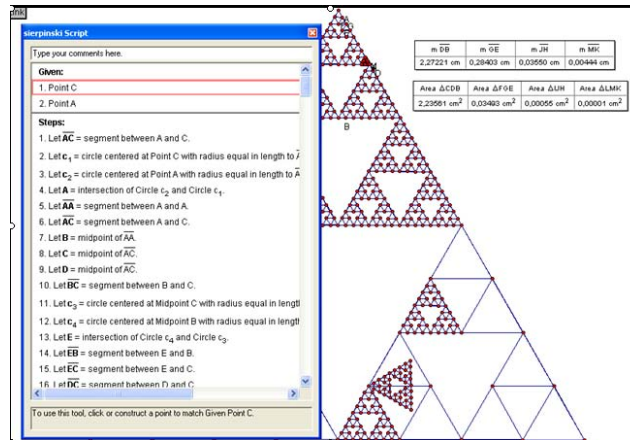 sierpinski Script
Type your comments here.
Given:
1. Point C
2. Point A
Steps:
1. Let AC = segment between A and C.
2. Let c1 = circle centered at Point C with radius equal in length to
3. Let c2 = circle centered at Point A with radius equal in length to
4. Let A = intersection of Circle c2 and Circle c1.
5. Let AA = segment between A and A.
6. Let AC = segment between A and C.
7. Let B = midpoint of AA.
8. Let C = midpoint of AC.
9. Let D = midpoint of AC.
10. Let BC = segment between B and C.
11. Let c3 = circle centered at Midpoint C with radius equal in lengt
12. Let c4 = circle centered at Midpoint B with radius equal in lengt
13. Let E = intersection of Circle c4 and Circle c3.
14. Let EB = segment between E and B.
15. Let EC = segment between E and C.
16. Let DC = segment between D and C
To use this tool, click or construct a point to match Given Point C.
B
m DB m GE m JH m MK
2,27221 cm 0,28403 cm 0,03550 cm 0,00444 cm
Area ΔCDB Area ΔFGE Area ΔIJH Area ΔLMK
2,23561 cm² 0,03493 cm² 0,00055 cm² 0,00001 cm²